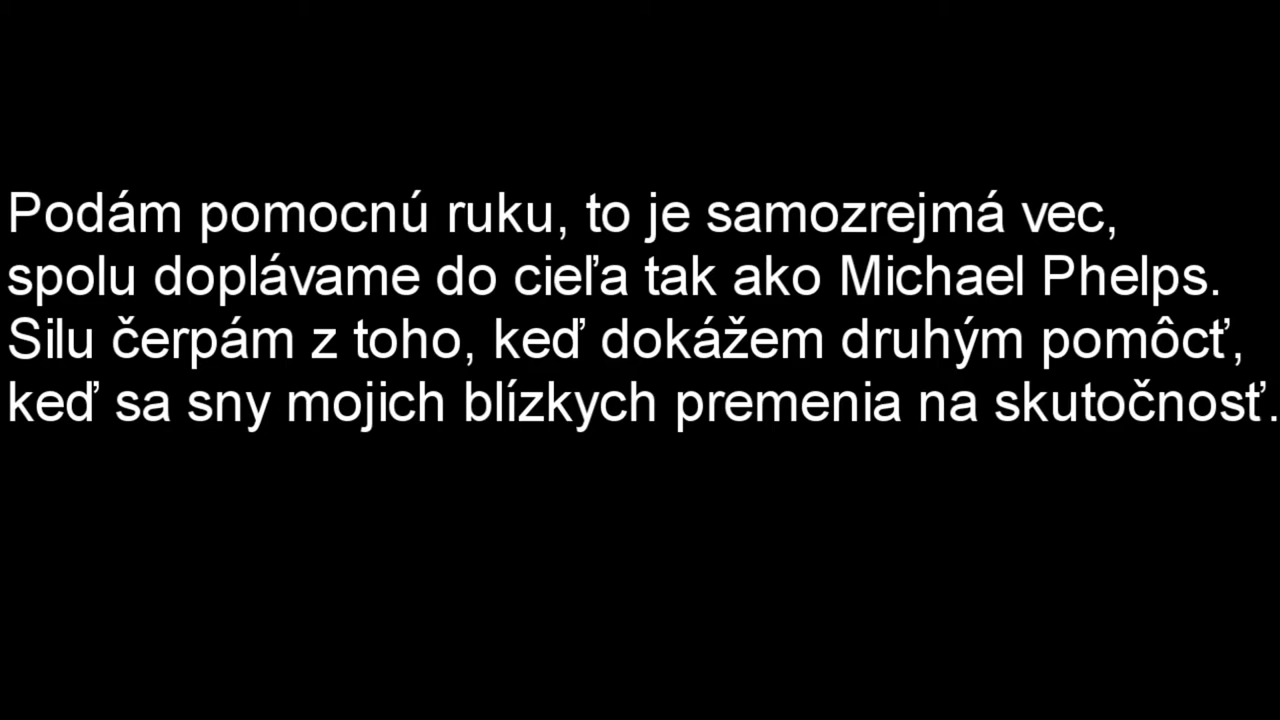 Podám pomocnú ruku, to je samozrejmá vec,
spolu doplávame do cieľa tak ako Michael Phelps.
Silu čerpám z toho, keď dokážem druhým pomôcť,
keď sa sny mojich blízkych premenia na skutočnosť.